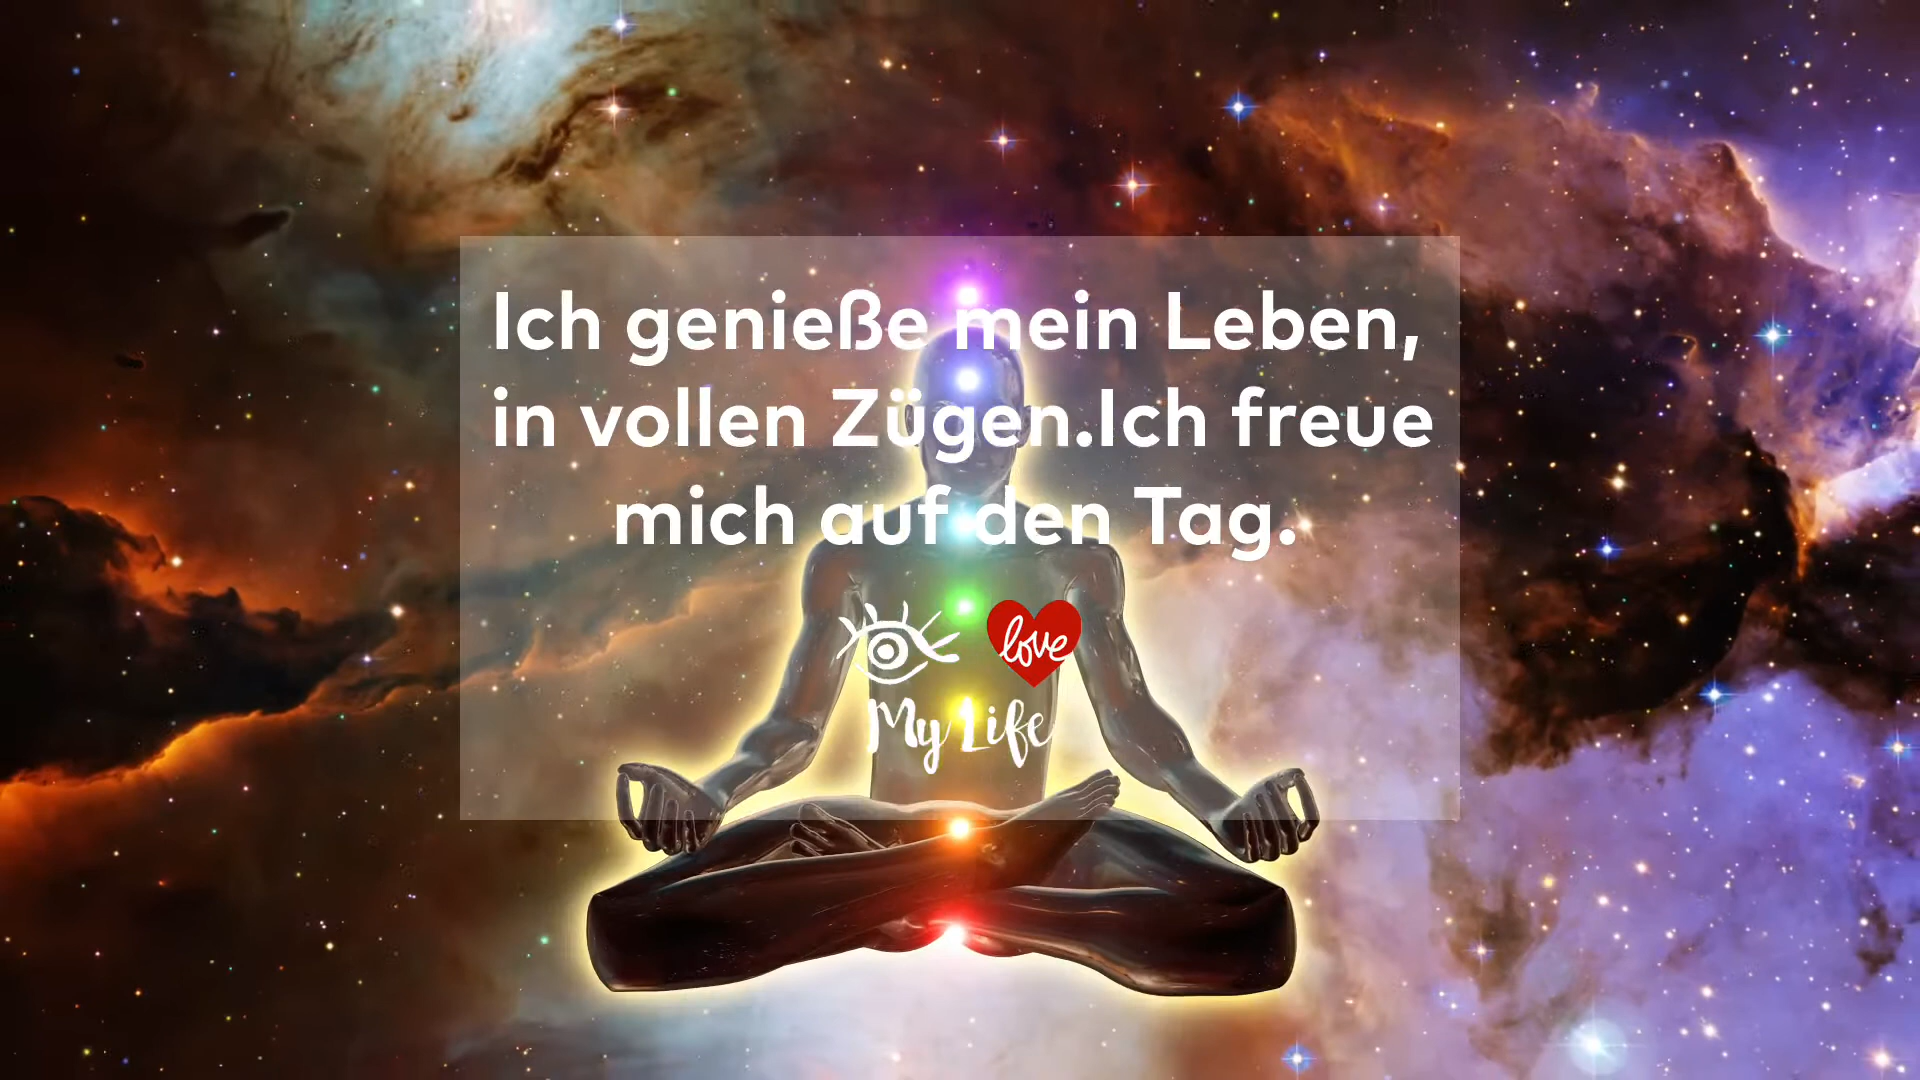 Ich genieße mein Leben,
in vollen Zügen.Ich freue
mich auf den Tag.
love
My Life